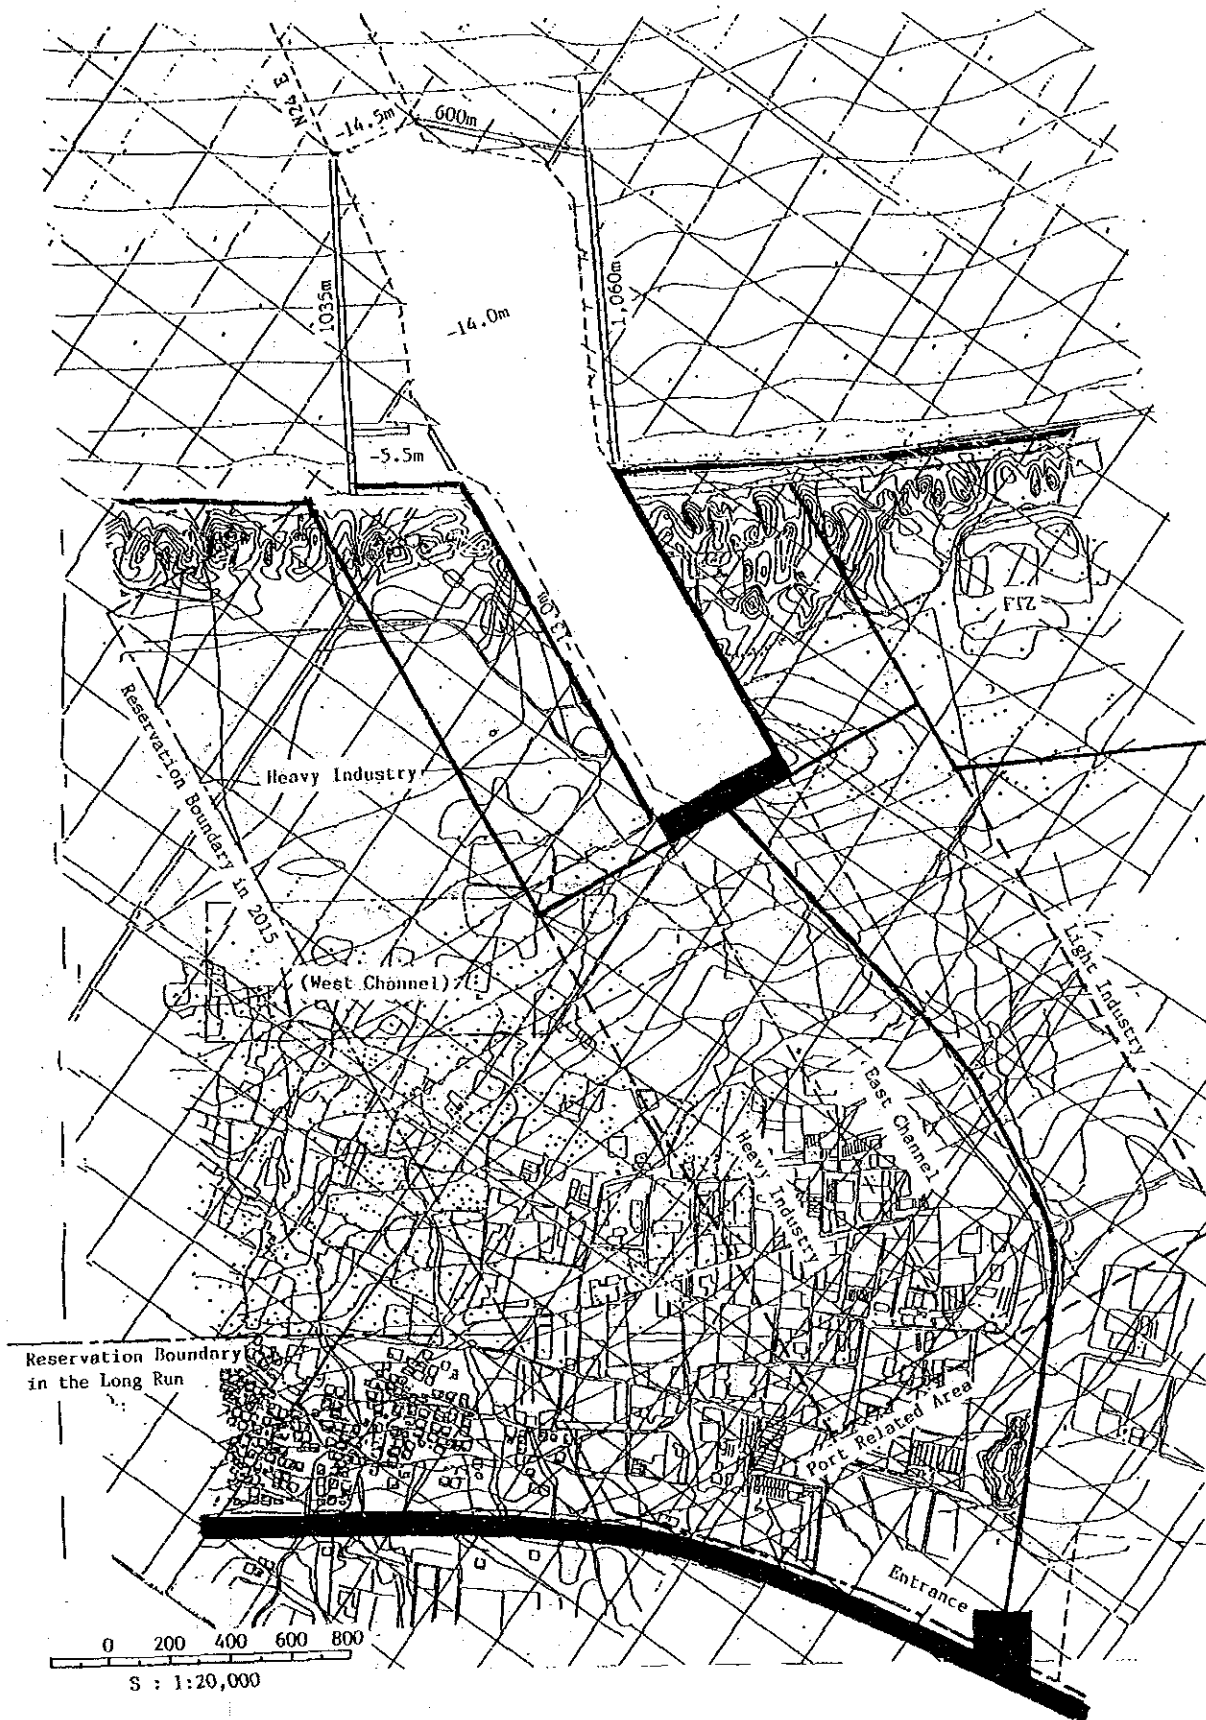 N24°E
-14.5m
600m
1035m
1,060m
-14.0m
-5.5m
FTZ
Reservation Boundary in 2015
Heavy Industry
(West Channel)
Light Industry
East Channel
Heavy Industry
Reservation Boundary
in the Long Run
Port Related Area
Entrance
0 200 400 600 800
S : 1:20,000